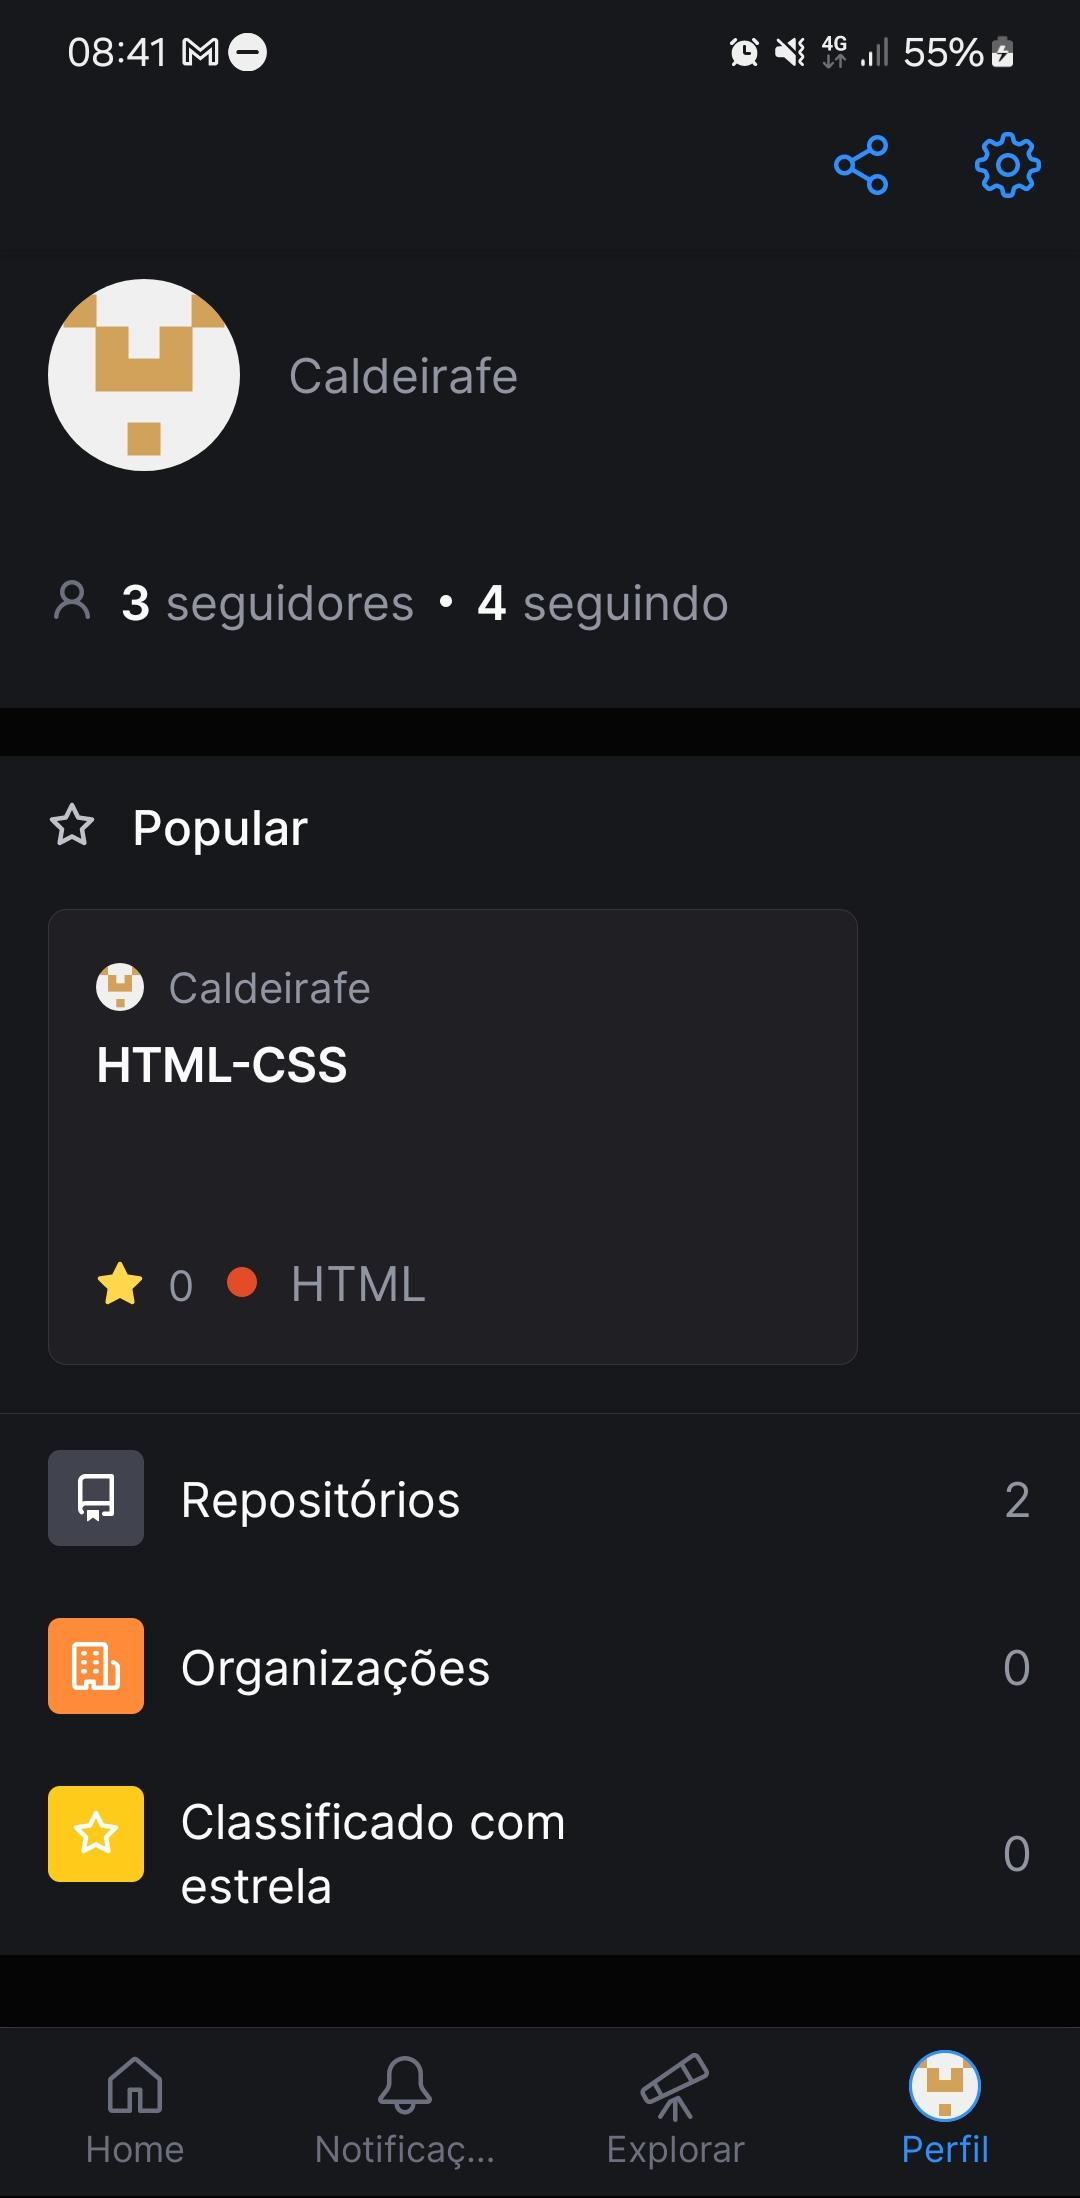 08:41 4G 55%
Caldeirafe
3 seguidores • 4 seguindo
Popular
Caldeirafe
HTML-CSS
0 HTML
Repositórios 2
Organizações 0
Classificado com
estrela 0
Home Notificaç... Explorar Perfil